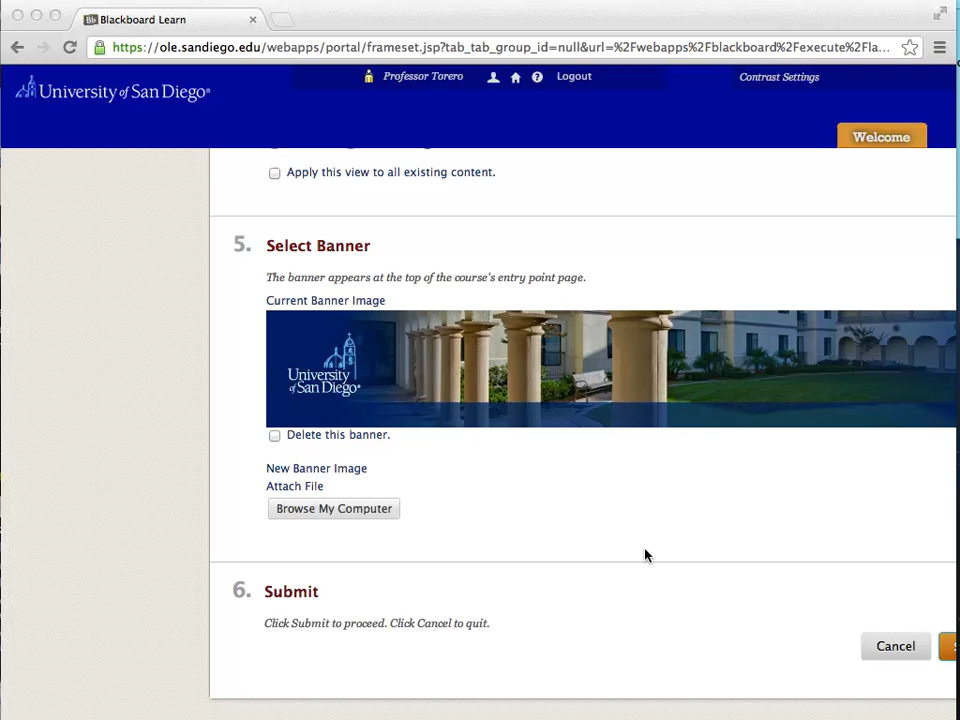 Blackboard Learn
https://ole.sandiego.edu/webapps/portal/frameset.jsp?tab_tab_group_id=null&url=%2Fwebapps%2Fblackboard%2Fexecute%2Fla...
Professor Torero
Logout
Contrast Settings
University of San Diego
Welcome
Apply this view to all existing content.
5. Select Banner
The banner appears at the top of the course's entry point page.
Current Banner Image
University
of San Diego
Delete this banner.
New Banner Image
Attach File
Browse My Computer
6. Submit
Click Submit to proceed. Click Cancel to quit.
Cancel